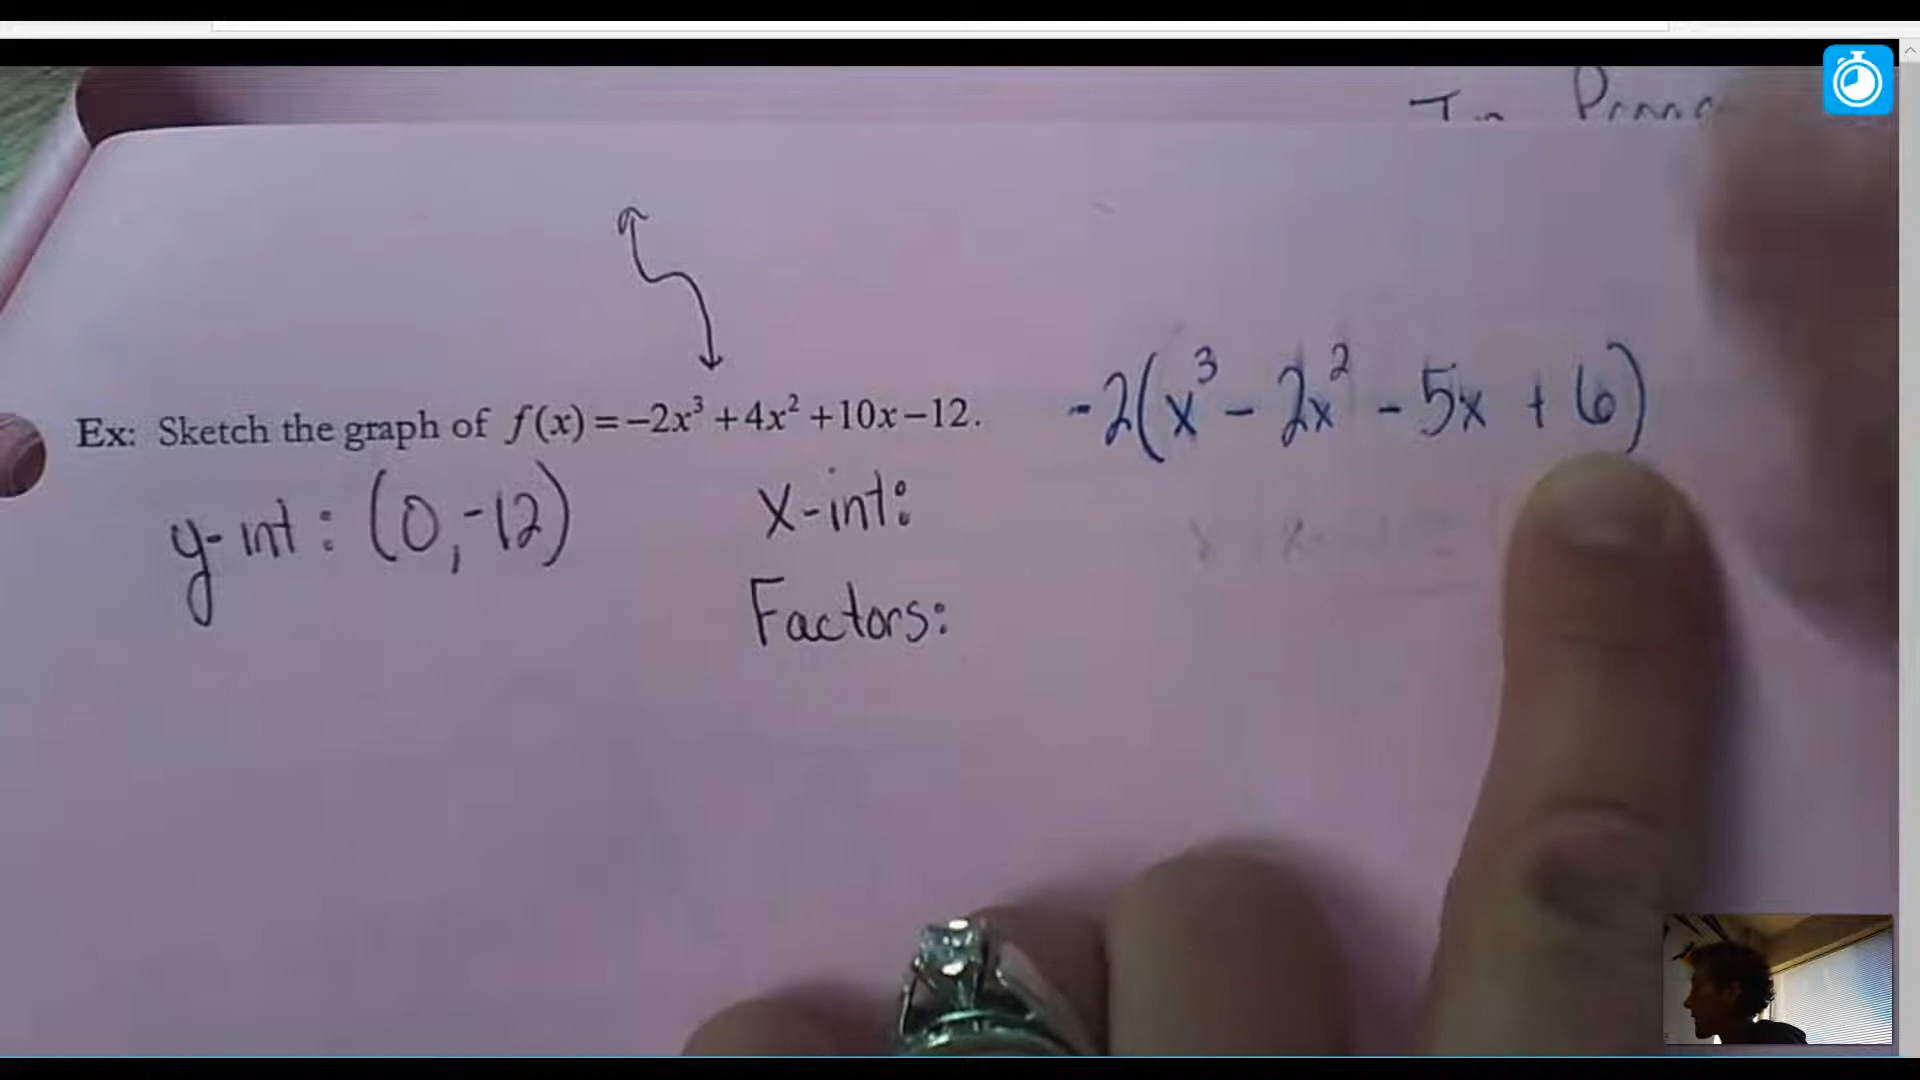 Ex: Sketch the graph of f(x)=−2x³+4x²+10x−12.
-2(x³ - 2x² - 5x + 6)
y-int: (0,-12)
x-int:
Factors: